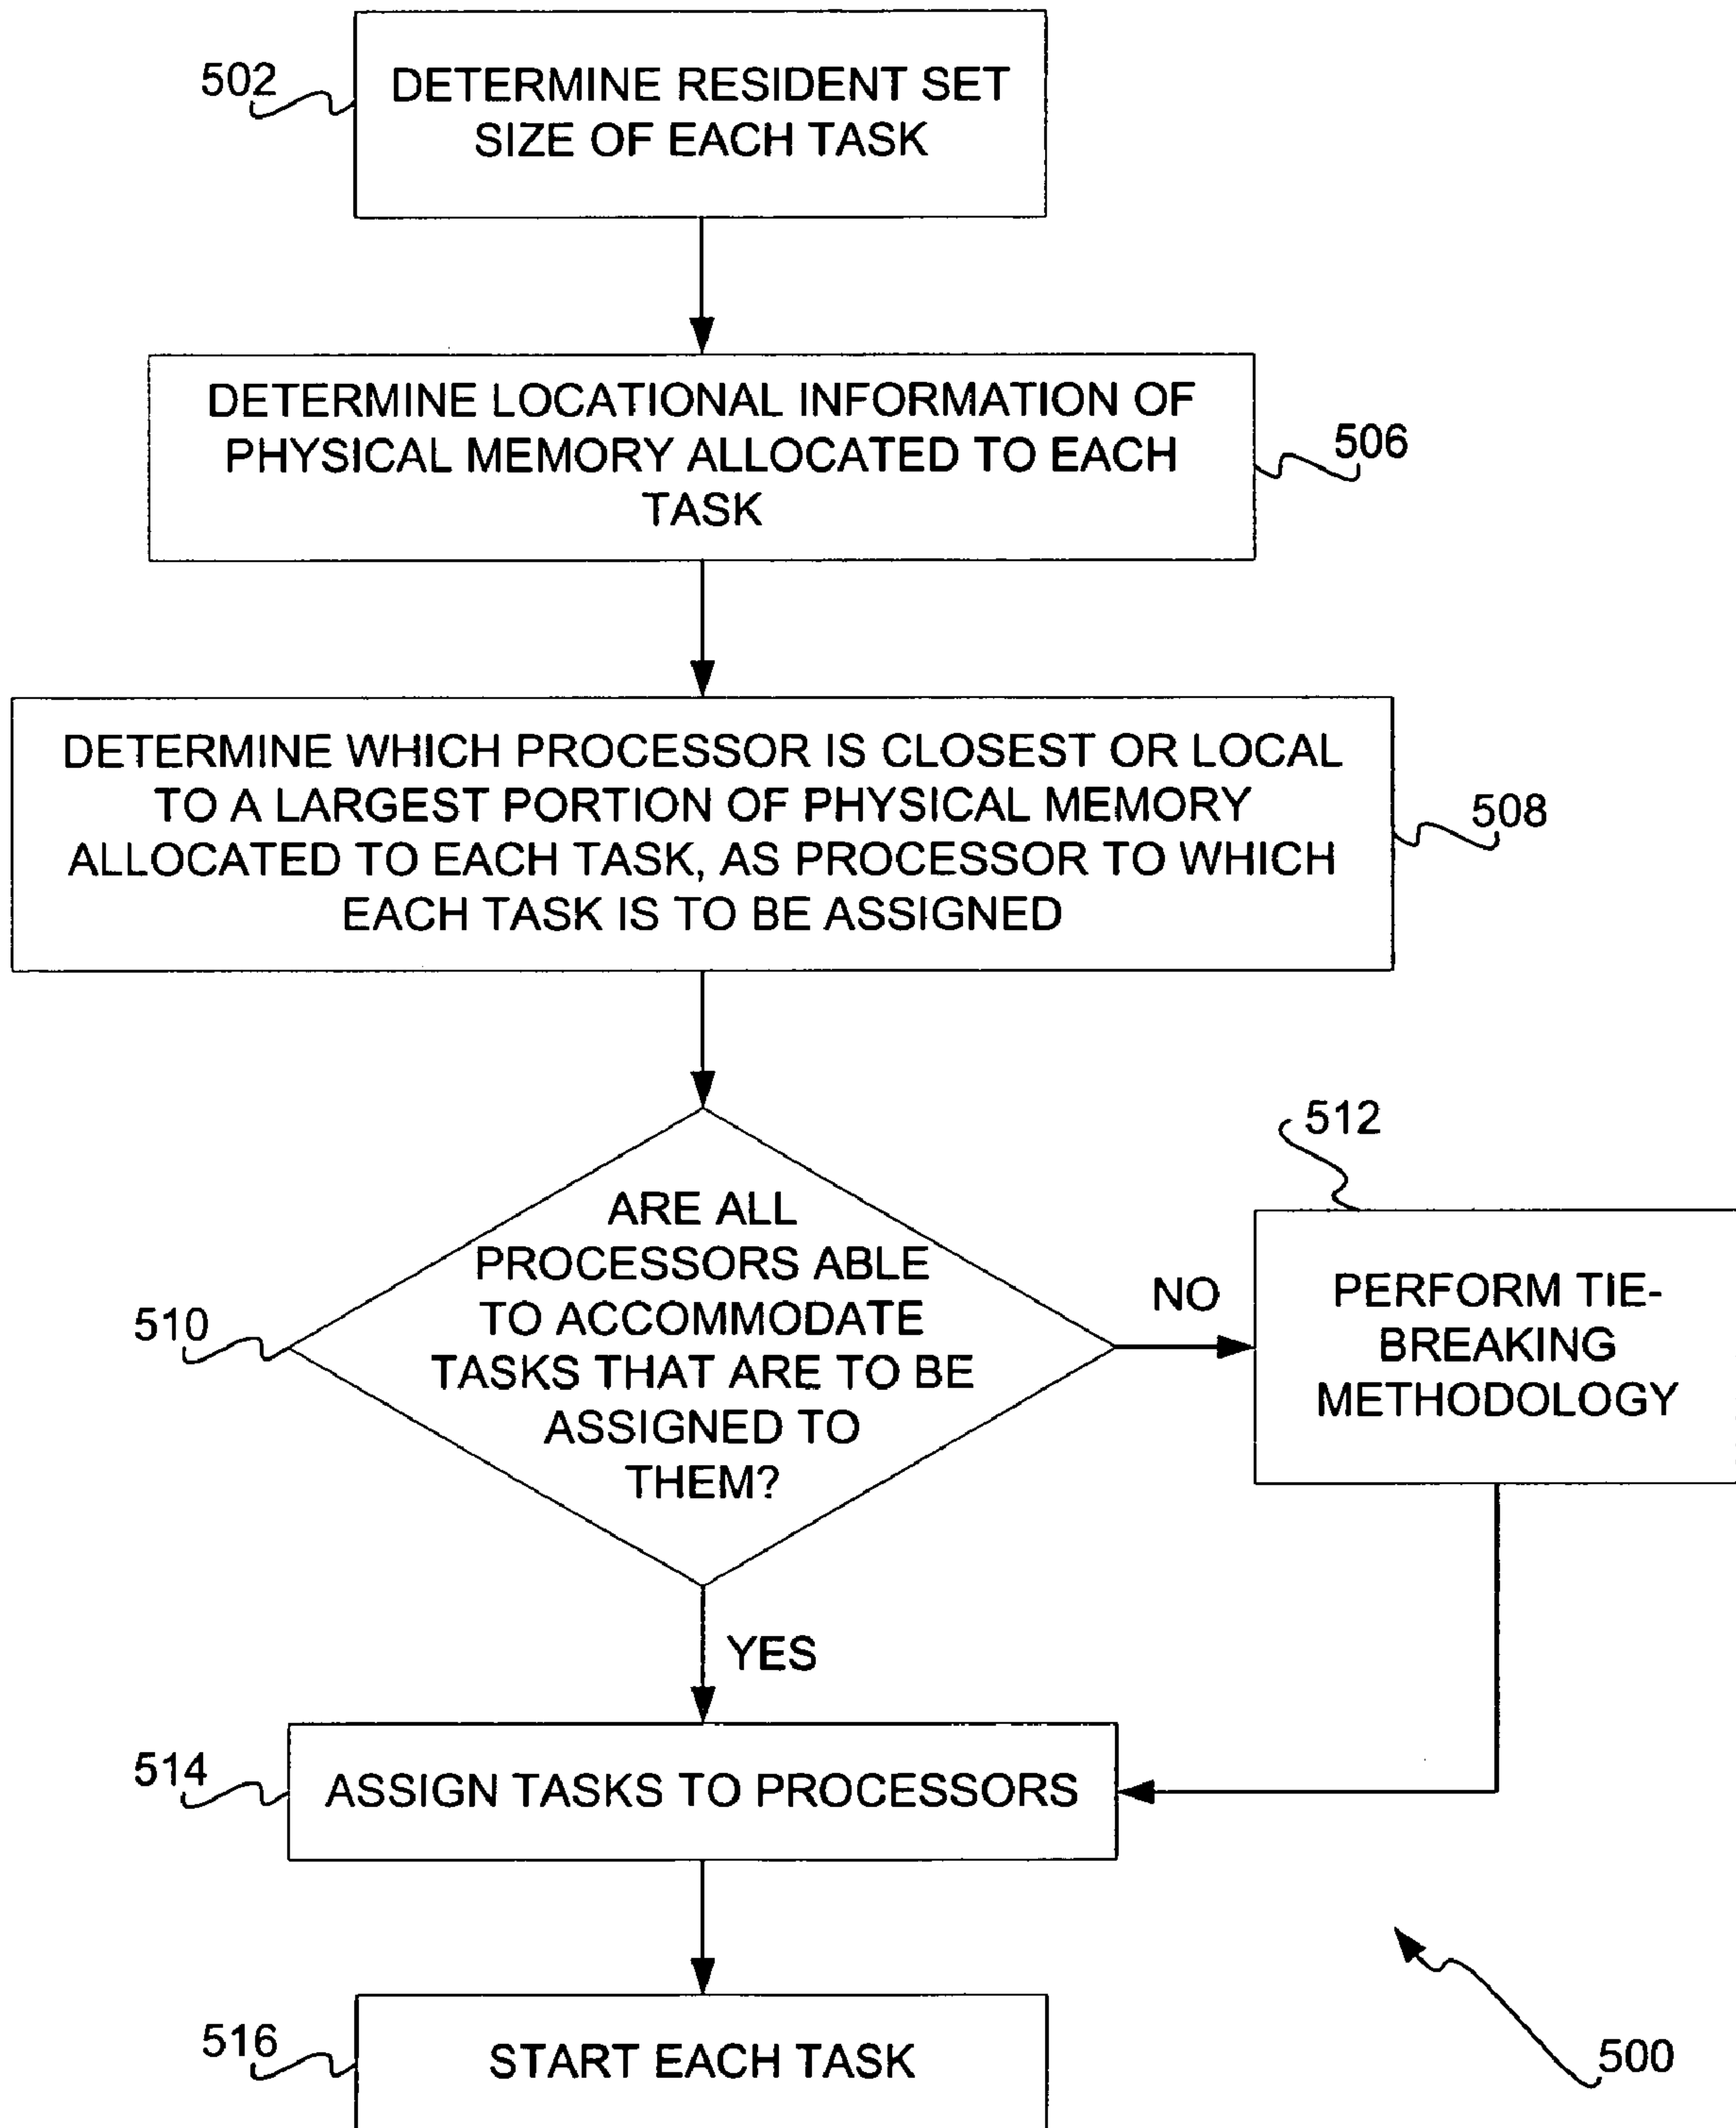 502
DETERMINE RESIDENT SET
SIZE OF EACH TASK
DETERMINE LOCATIONAL INFORMATION OF
PHYSICAL MEMORY ALLOCATED TO EACH
TASK
506
DETERMINE WHICH PROCESSOR IS CLOSEST OR LOCAL
TO A LARGEST PORTION OF PHYSICAL MEMORY
ALLOCATED TO EACH TASK, AS PROCESSOR TO WHICH
EACH TASK IS TO BE ASSIGNED
508
510
ARE ALL
PROCESSORS ABLE
TO ACCOMMODATE
TASKS THAT ARE TO BE
ASSIGNED TO
THEM?
NO
512
PERFORM TIE-
BREAKING
METHODOLOGY
YES
514
ASSIGN TASKS TO PROCESSORS
516
START EACH TASK
500